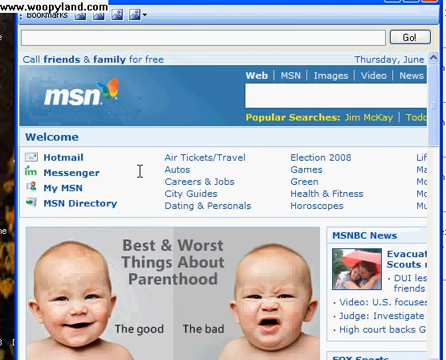 www.woopyland.com
Bookmarks
Go!
Call friends & family for free
Thursday, June
Web | MSN | Images | Video | News
msn
Popular Searches: Jim McKay | Toda
Welcome
Hotmail
Messenger
My MSN
MSN Directory
Air Tickets/Travel
Autos
Careers & Jobs
City Guides
Dating & Personals
Election 2008
Games
Green
Health & Fitness
Horoscopes
Best & Worst
Things About
Parenthood
The good
The bad
MSNBC News
Evacuat
Scouts
• DUI les
friends
• Video: U.S. focuses
• Judge: Investigate
• High court backs G
FOX Sports